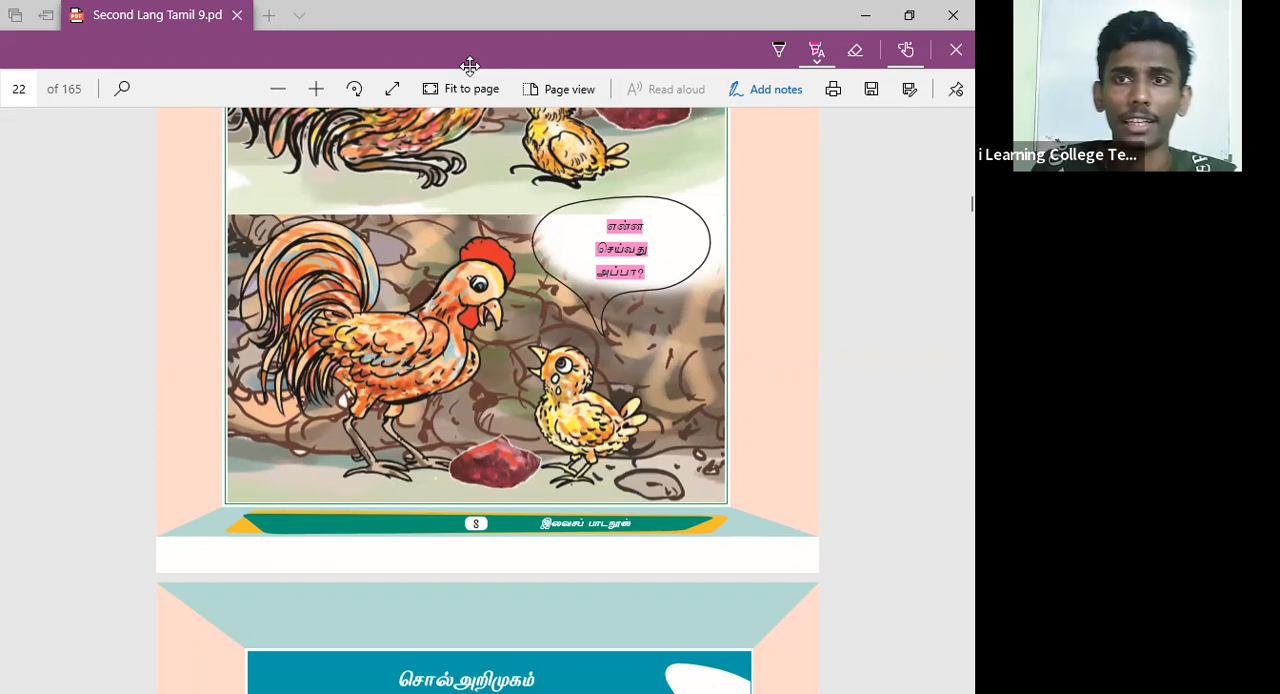 Second Lang Tamil 9.pd
22 of 165
Fit to page
Page view
Read aloud
Add notes
i Learning College Te...
என்ன
செய்வது
அப்பா?
8
இலவசப் பாடநூல்
சொல்அறிமுகம்